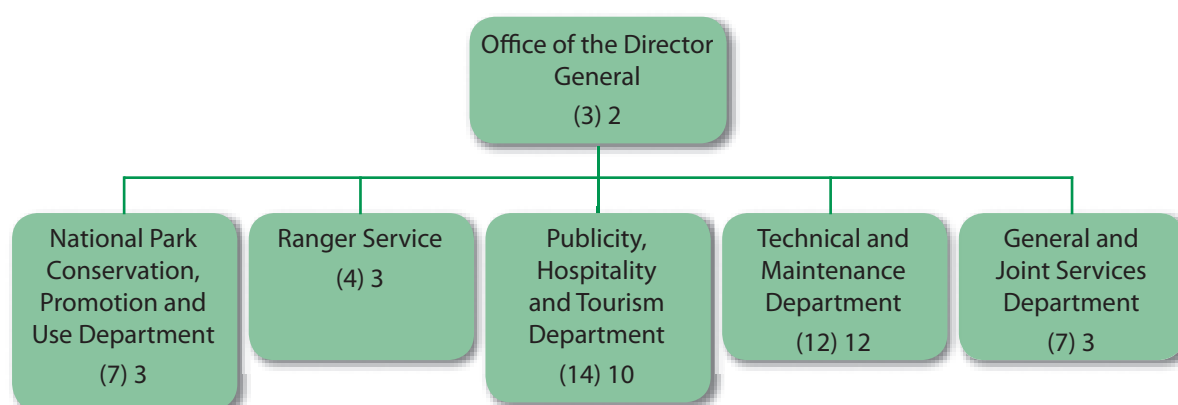 Office of the Director
General
(3) 2
National Park
Conservation,
Promotion and
Use Department
(7) 3
Ranger Service
(4) 3
Publicity,
Hospitality
and Tourism
Department
(14) 10
Technical and
Maintenance
Department
(12) 12
General and
Joint Services
Department
(7) 3